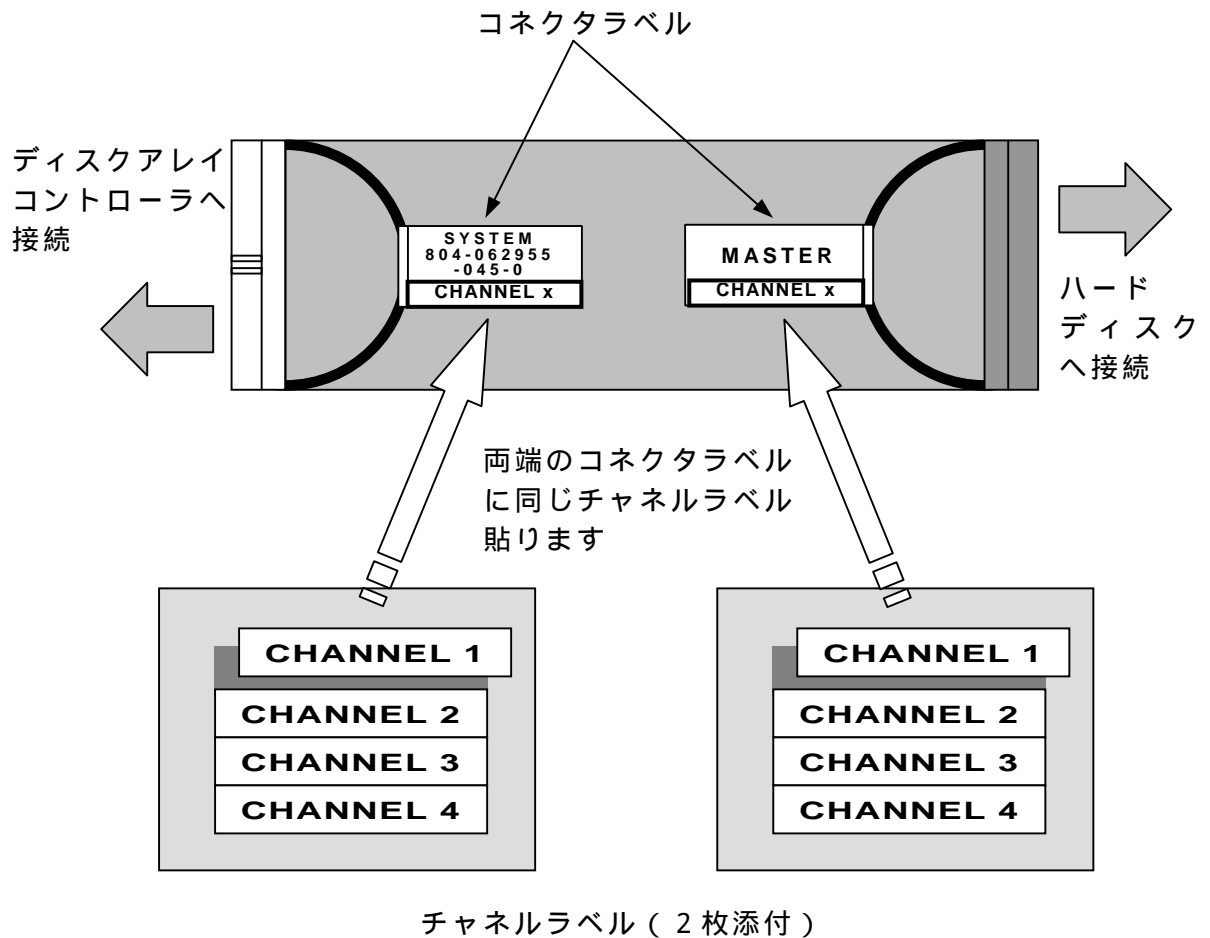 コネクタラベル
ディスクアレイ
コントローラへ
接続
SYSTEM
804-062955
-045-0
CHANNEL x
MASTER
CHANNEL x
ハード
ディスク
へ接続
両端のコネクタラベル
に同じチャネルラベル
貼ります
CHANNEL 1
CHANNEL 2
CHANNEL 3
CHANNEL 4
CHANNEL 1
CHANNEL 2
CHANNEL 3
CHANNEL 4
チャネルラベル(2枚添付)